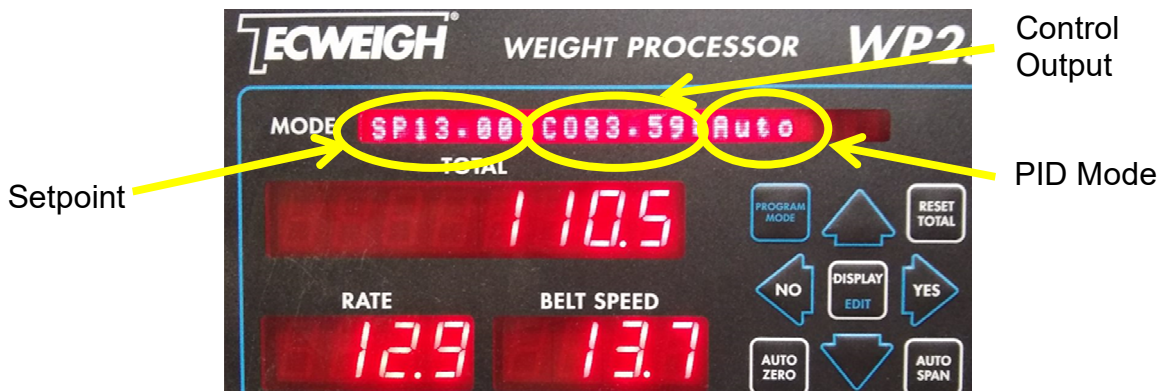 Control
Output
TECWEIGH® WEIGHT PROCESSOR WP2
MODE SP13.00 CO83.59 Auto
Setpoint
PID Mode
TOTAL
110.5
PROGRAM
MODE
RESET
TOTAL
NO
DISPLAY
EDIT
YES
RATE BELT SPEED
12.9 13.7
AUTO
ZERO
AUTO
SPAN